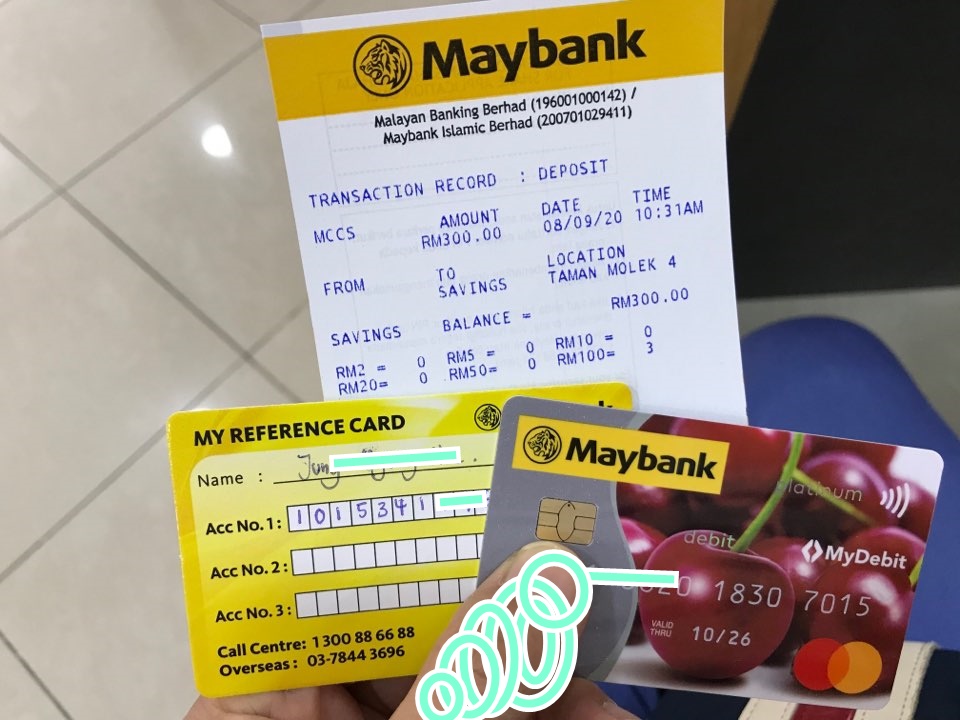 Maybank
Malayan Banking Berhad (196001000142) /
Maybank Islamic Berhad (200701029411)
TRANSACTION RECORD : DEPOSIT
MCCS AMOUNT DATE TIME
RM300.00 08/09/20 10:31AM
FROM TO LOCATION
SAVINGS TAMAN MOLEK 4
SAVINGS BALANCE = RM300.00
RM2 = 0 RM5 = 0 RM10 = 0
RM20= 0 RM50= 0 RM100= 3
MY REFERENCE CARD
Name :
Acc No. 1 : 1015341
Acc No. 2 :
Acc No. 3 :
Call Centre: 1 300 88 66 88
Overseas : 03-7844 3696
Maybank
platinum
debit
MyDebit
1830 7015
VALID THRU 10/26